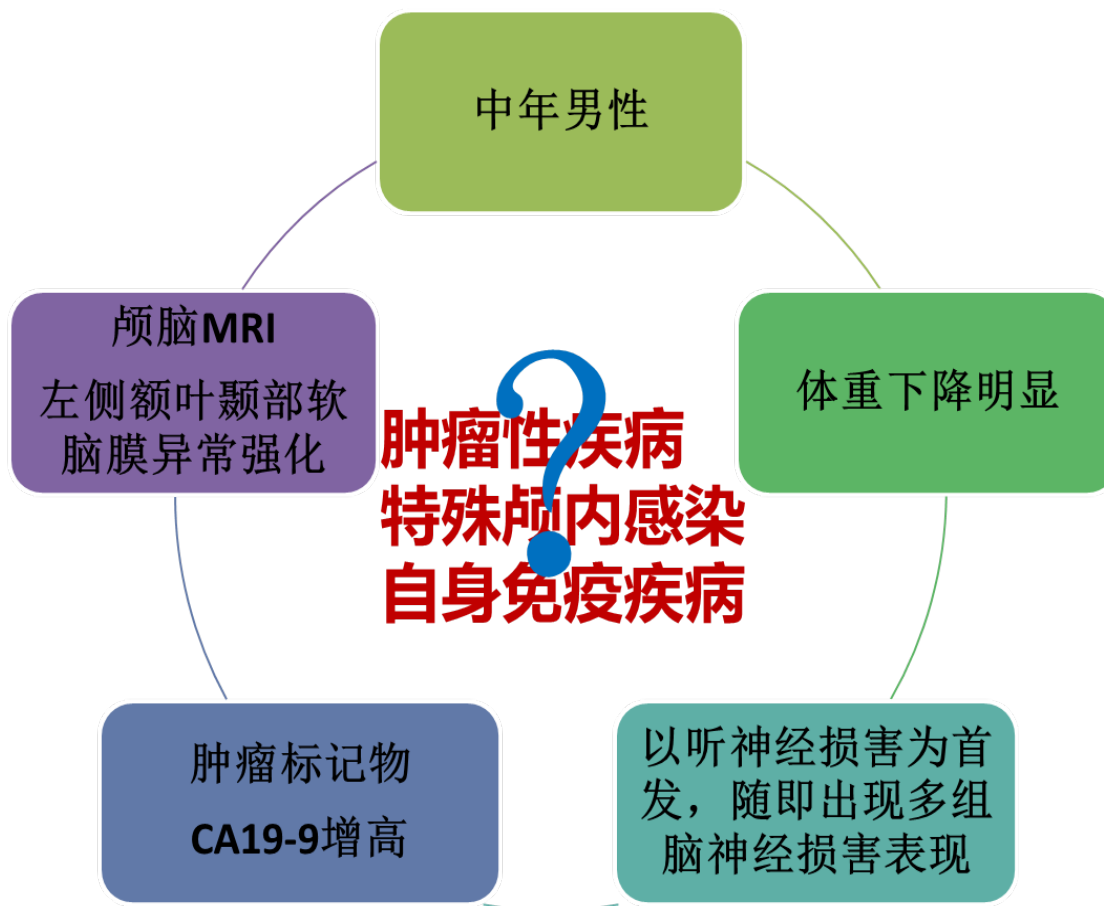 中年男性
体重下降明显
以听神经损害为首
发，随即出现多组
脑神经损害表现
肿瘤标记物
CA19-9增高
颅脑MRI
左侧额叶颞部软
脑膜异常强化
肿瘤性疾病
特殊颅内感染
自身免疫疾病
?